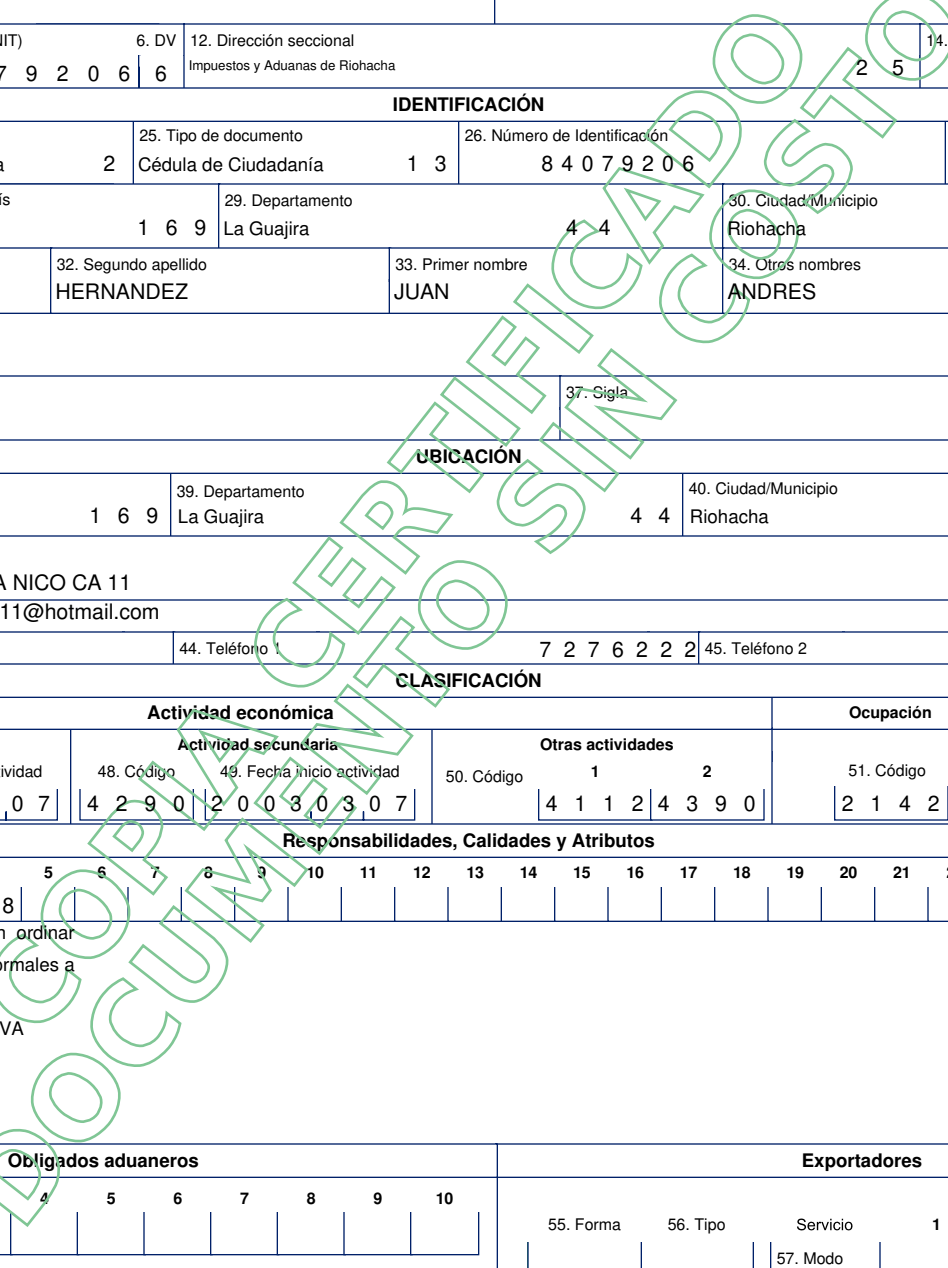 NIT) 6. DV 12. Dirección seccional 14.
7 9 2 0 6 6 Impuestos y Aduanas de Riohacha 2 5
IDENTIFICACIÓN
25. Tipo de documento 26. Número de Identificación
a 2 Cédula de Ciudadanía 1 3 8 4 0 7 9 2 0 6
ís 29. Departamento 30. Ciudad/Municipio
1 6 9 La Guajira 4 4 Riohacha
32. Segundo apellido 33. Primer nombre 34. Otros nombres
HERNANDEZ JUAN ANDRES
37. Sigla
UBICACIÓN
39. Departamento 40. Ciudad/Municipio
1 6 9 La Guajira 4 4 Riohacha
A NICO CA 11
11@hotmail.com
44. Teléfono 1 7 2 7 6 2 2 2 45. Teléfono 2
CLASIFICACIÓN
Actividad económica Ocupación
Actividad secundaria Otras actividades
ividad 48. Código 49. Fecha inicio actividad 50. Código 1 2 51. Código
0 7 4 2 9 0 2 0 0 3 0 3 0 7 4 1 1 2 4 3 9 0 2 1 4 2
Responsabilidades, Calidades y Atributos
5 6 7 8 9 10 11 12 13 14 15 16 17 18 19 20 21
8
n ordinar
ormales a
VA
Obligados aduaneros Exportadores
4 5 6 7 8 9 10
55. Forma 56. Tipo Servicio 1
57. Modo
COPIA CERTIFICADO
DOCUMENTO SIN COSTO